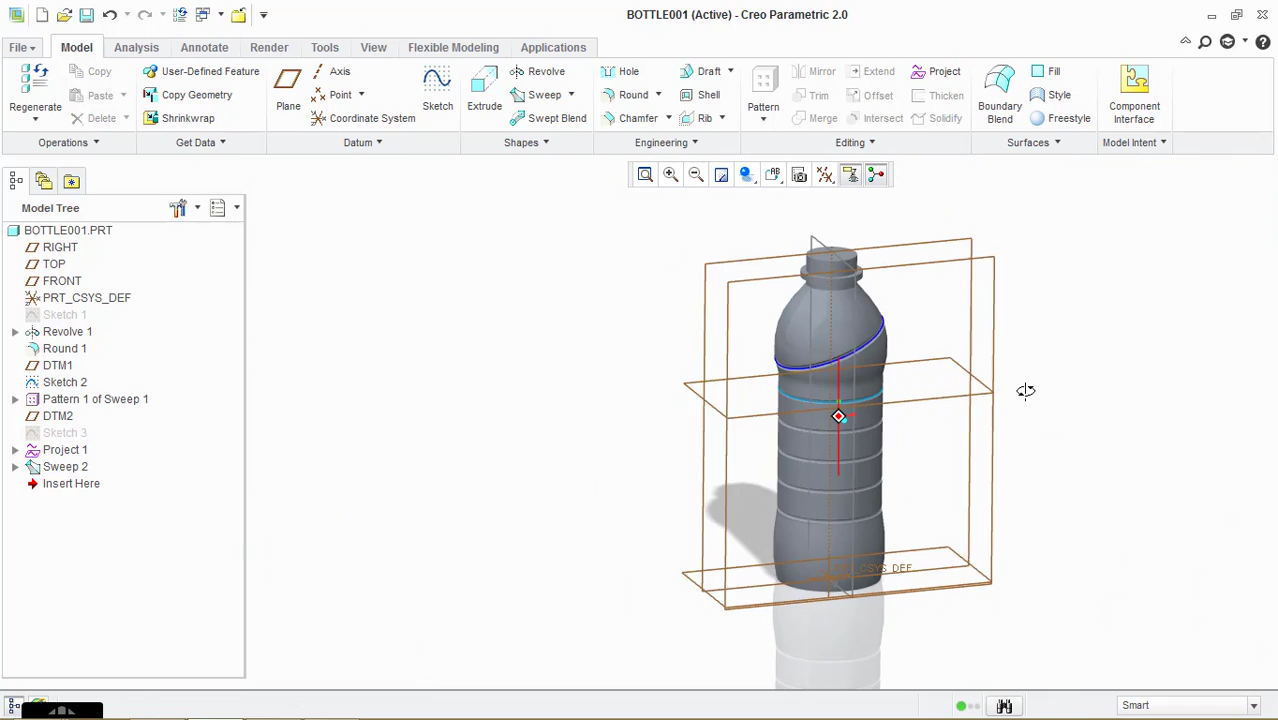 BOTTLE001 (Active) - Creo Parametric 2.0
File Model Analysis Annotate Render Tools View Flexible Modeling Applications
Regenerate
Copy
Paste
Delete
Operations
User-Defined Feature
Copy Geometry
Shrinkwrap
Get Data
Plane
Axis
Point
Coordinate System
Datum
Sketch
Extrude
Revolve
Sweep
Swept Blend
Shapes
Hole
Round
Chamfer
Draft
Shell
Rib
Engineering
Pattern
Mirror
Trim
Merge
Extend
Offset
Intersect
Project
Thicken
Solidify
Editing
Boundary
Blend
Fill
Style
Freestyle
Surfaces
Component
Interface
Model Intent
Model Tree
BOTTLE001.PRT
RIGHT
TOP
FRONT
PRT_CSYS_DEF
Sketch 1
Revolve 1
Round 1
DTM1
Sketch 2
Pattern 1 of Sweep 1
DTM2
Sketch 3
Project 1
Sweep 2
Insert Here
Smart